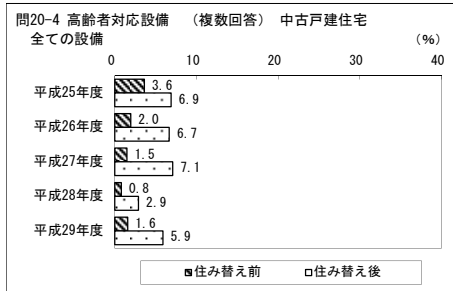 問20-4 高齢者対応設備 （複数回答） 中古戸建住宅
全ての設備
（％）
0 10 20 30 40
平成25年度 3.6
6.9
平成26年度 2.0
6.7
平成27年度 1.5
7.1
平成28年度 0.8
2.9
平成29年度 1.6
5.9
住み替え前 住み替え後